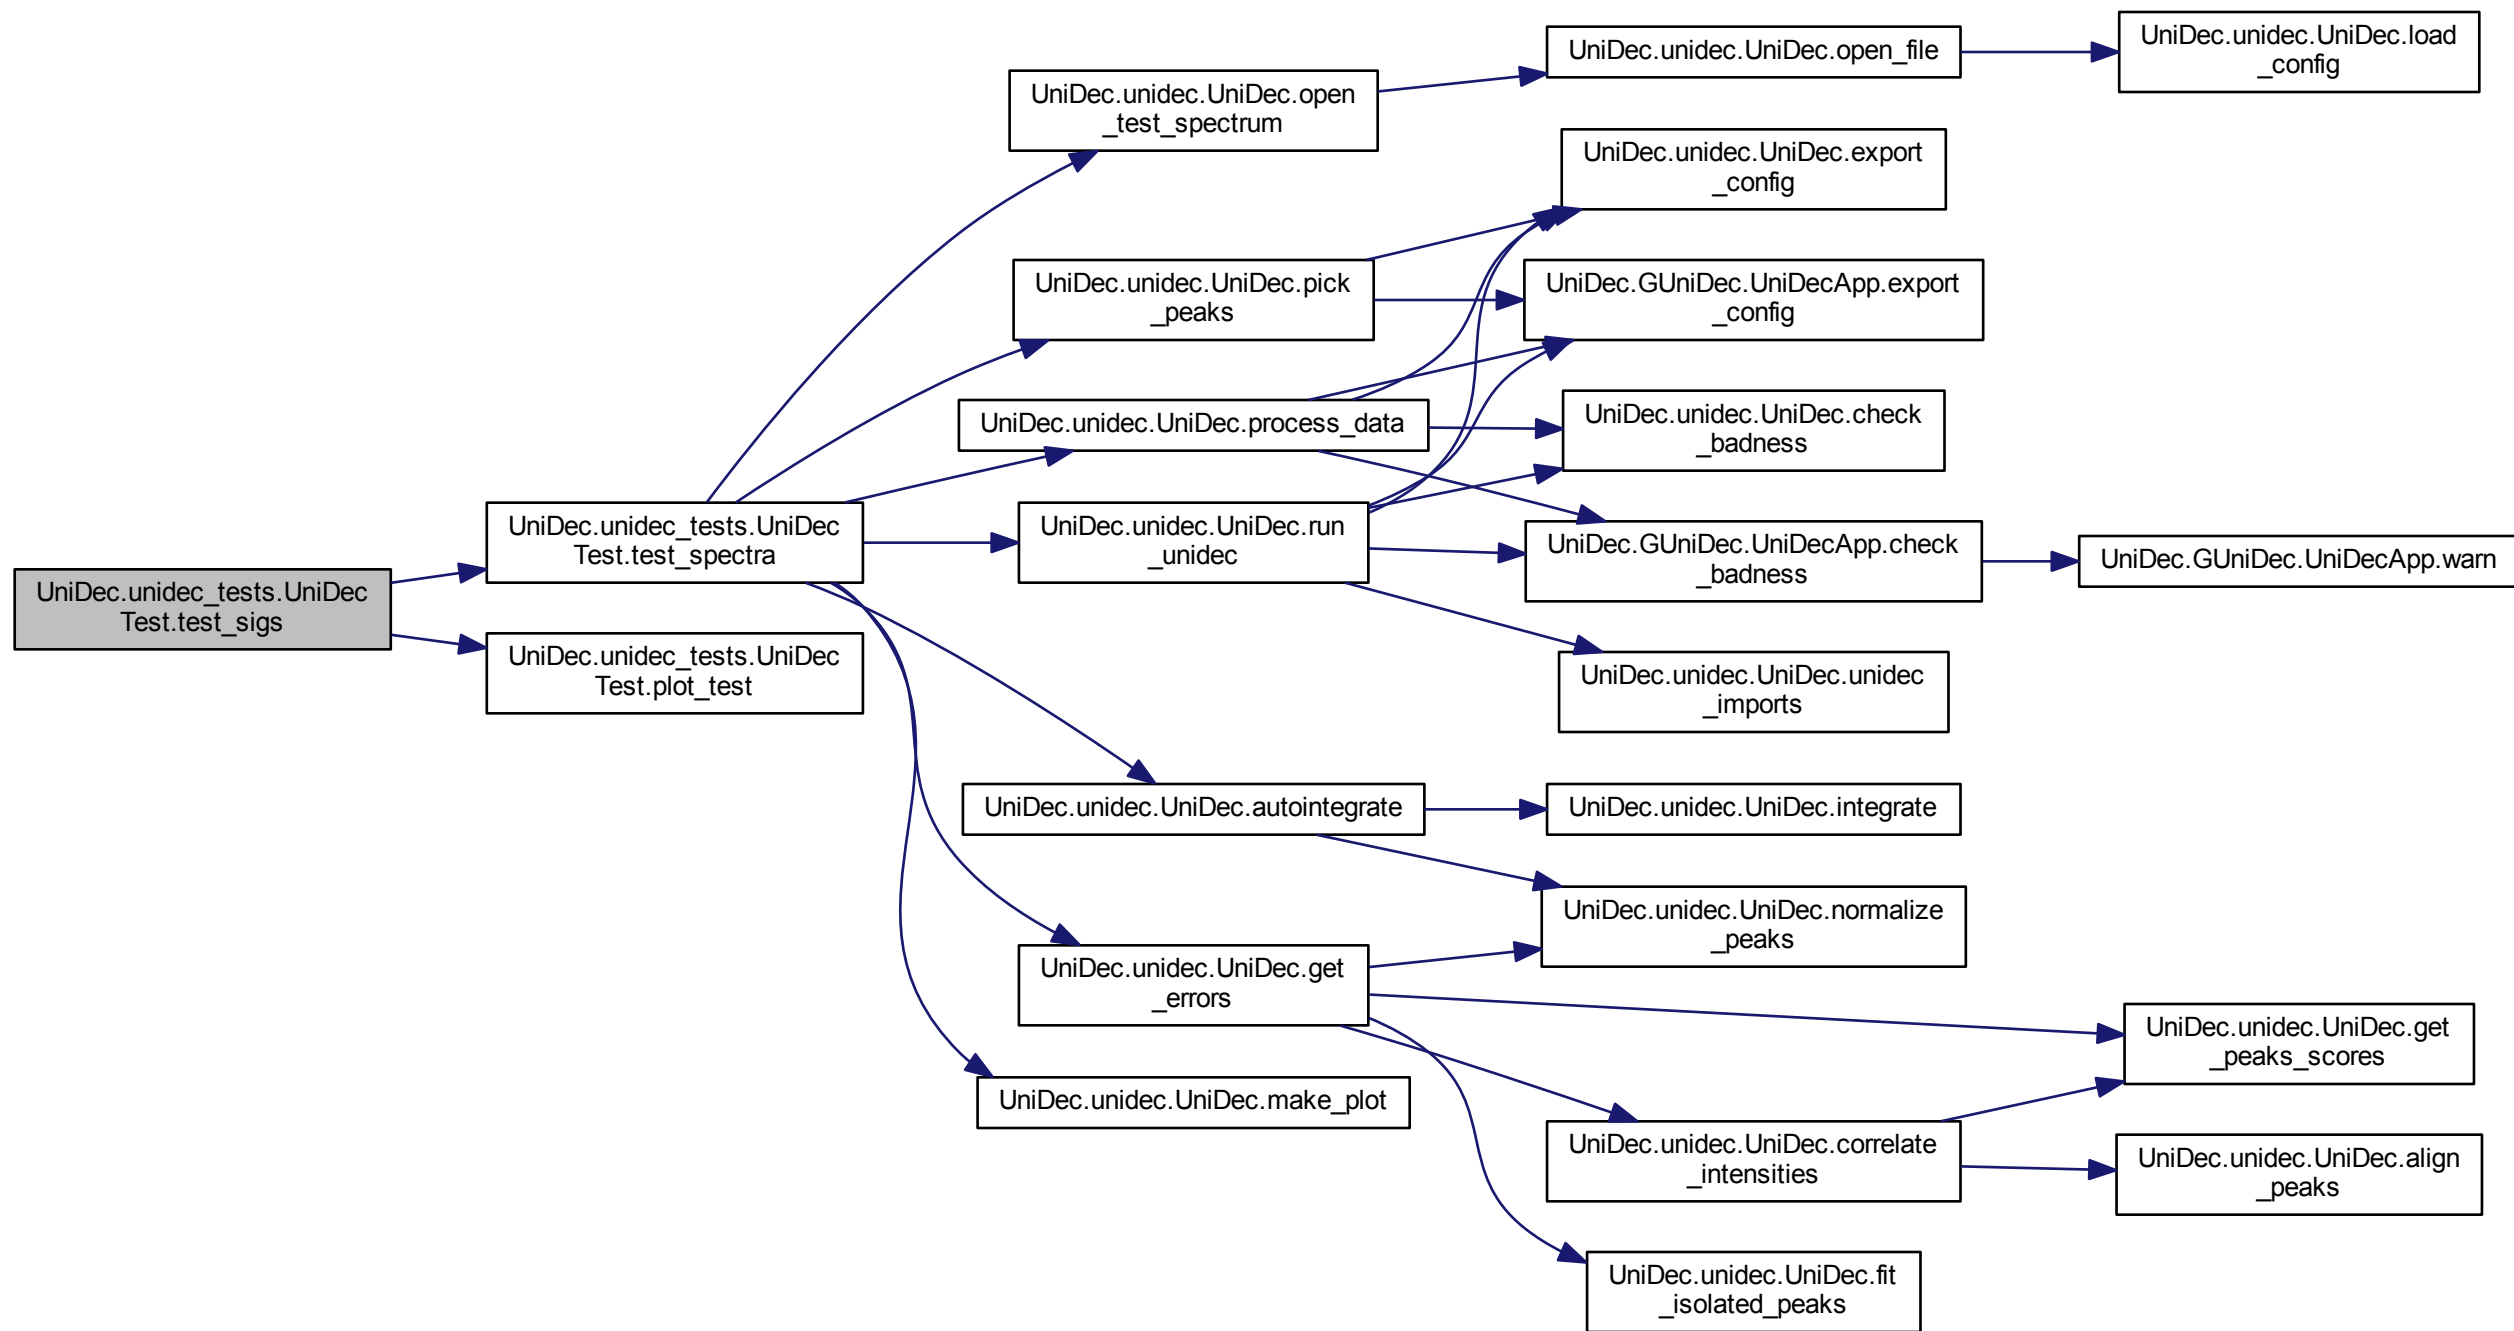 UniDec.unidec_tests.UniDec
Test.test_sigs
UniDec.unidec_tests.UniDec
Test.test_spectra
UniDec.unidec_tests.UniDec
Test.plot_test
UniDec.unidec.UniDec.open
_test_spectrum
UniDec.unidec.UniDec.pick
_peaks
UniDec.unidec.UniDec.process_data
UniDec.unidec.UniDec.run
_unidec
UniDec.unidec.UniDec.autointegrate
UniDec.unidec.UniDec.get
_errors
UniDec.unidec.UniDec.make_plot
UniDec.unidec.UniDec.open_file
UniDec.unidec.UniDec.export
_config
UniDec.GUniDec.UniDecApp.export
_config
UniDec.unidec.UniDec.check
_badness
UniDec.GUniDec.UniDecApp.check
_badness
UniDec.unidec.UniDec.unidec
_imports
UniDec.unidec.UniDec.integrate
UniDec.unidec.UniDec.normalize
_peaks
UniDec.unidec.UniDec.correlate
_intensities
UniDec.unidec.UniDec.fit
_isolated_peaks
UniDec.unidec.UniDec.load
_config
UniDec.GUniDec.UniDecApp.warn
UniDec.unidec.UniDec.get
_peaks_scores
UniDec.unidec.UniDec.align
_peaks